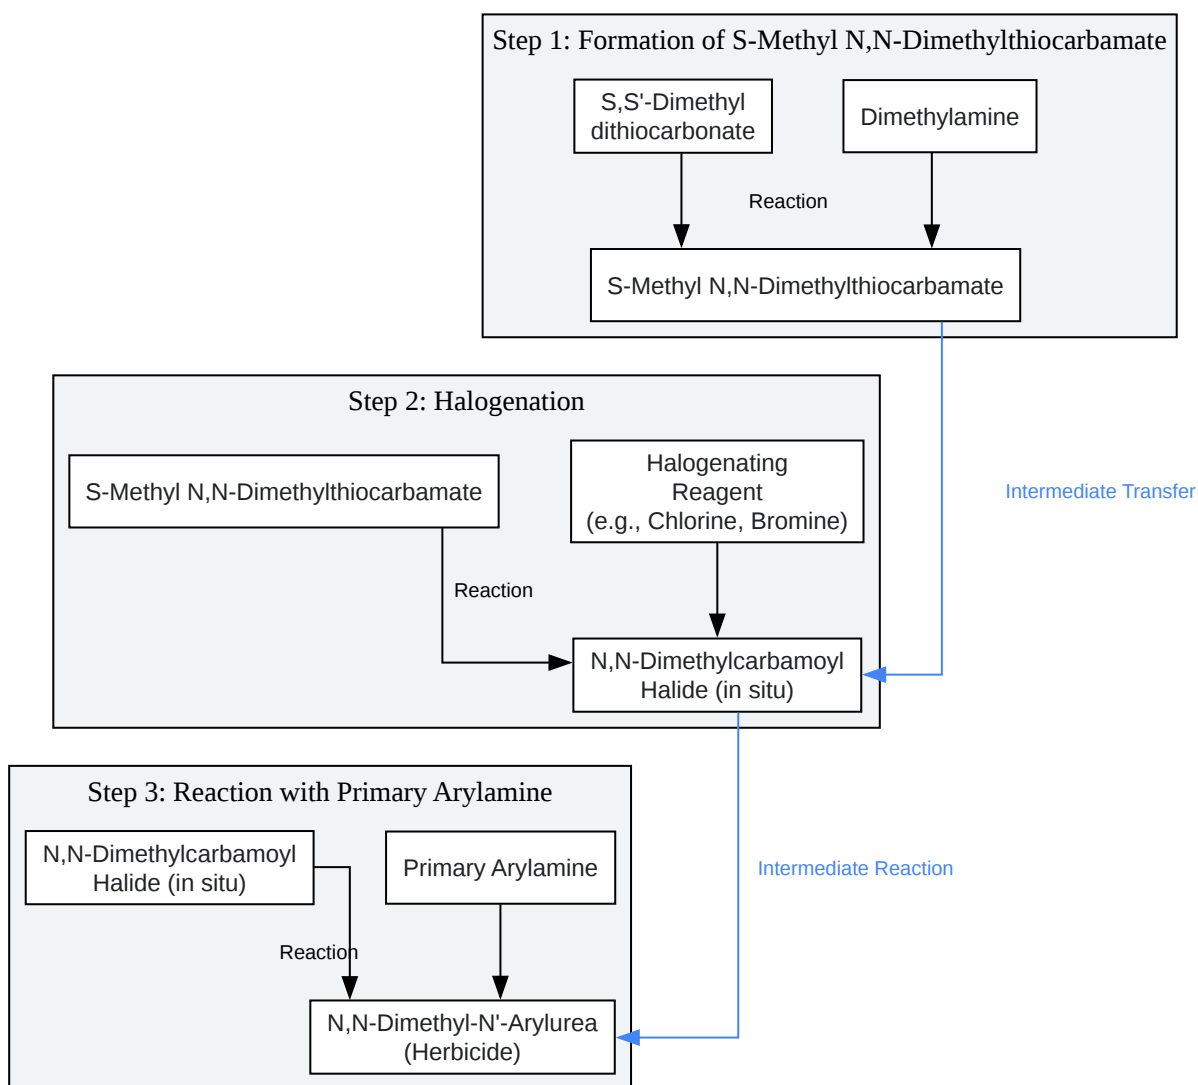 Step 1: Formation of S-Methyl N,N-Dimethylthiocarbamate
S,S'-Dimethyl
dithiocarbonate
Dimethylamine
Reaction
S-Methyl N,N-Dimethylthiocarbamate
Step 2: Halogenation
S-Methyl N,N-Dimethylthiocarbamate
Halogenating
Reagent
(e.g., Chlorine, Bromine)
Intermediate Transfer
Reaction
N,N-Dimethylcarbamoyl
Halide (in situ)
Step 3: Reaction with Primary Arylamine
N,N-Dimethylcarbamoyl
Halide (in situ)
Primary Arylamine
Intermediate Reaction
Reaction
N,N-Dimethyl-N'-Arylurea
(Herbicide)